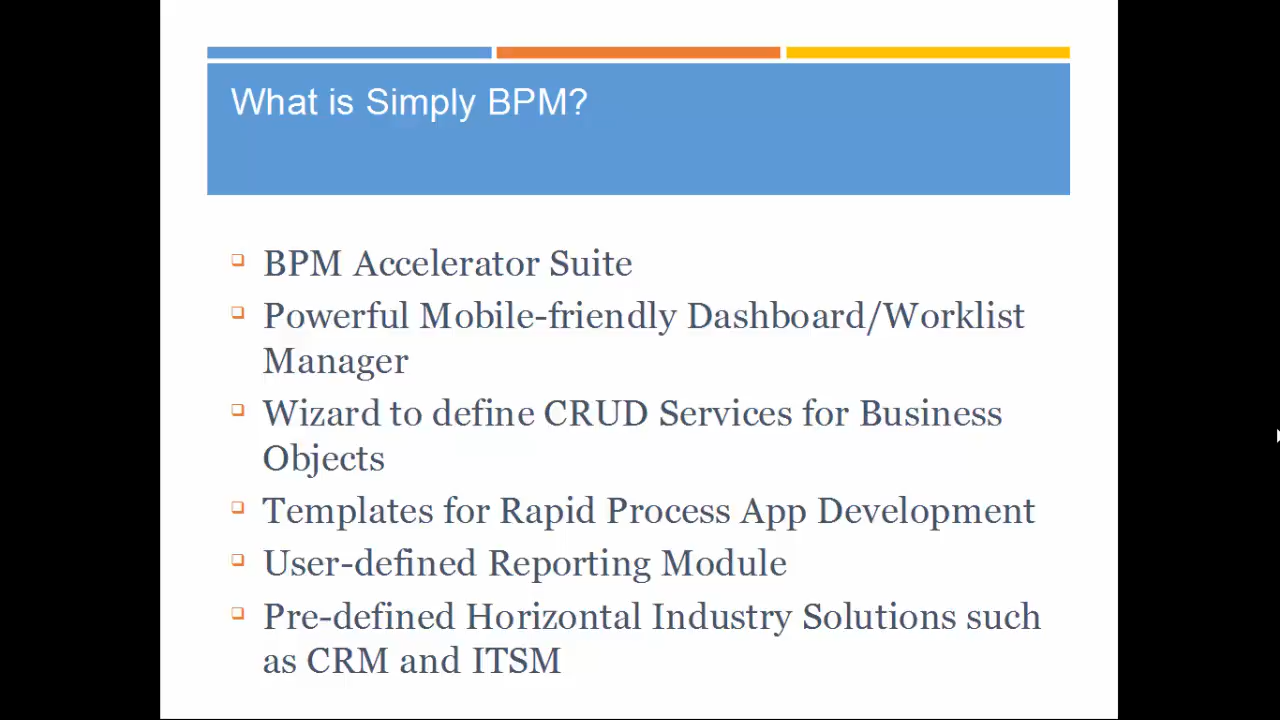 What is Simply BPM?
BPM Accelerator Suite
Powerful Mobile-friendly Dashboard/Worklist
Manager
Wizard to define CRUD Services for Business
Objects
Templates for Rapid Process App Development
User-defined Reporting Module
Pre-defined Horizontal Industry Solutions such
as CRM and ITSM